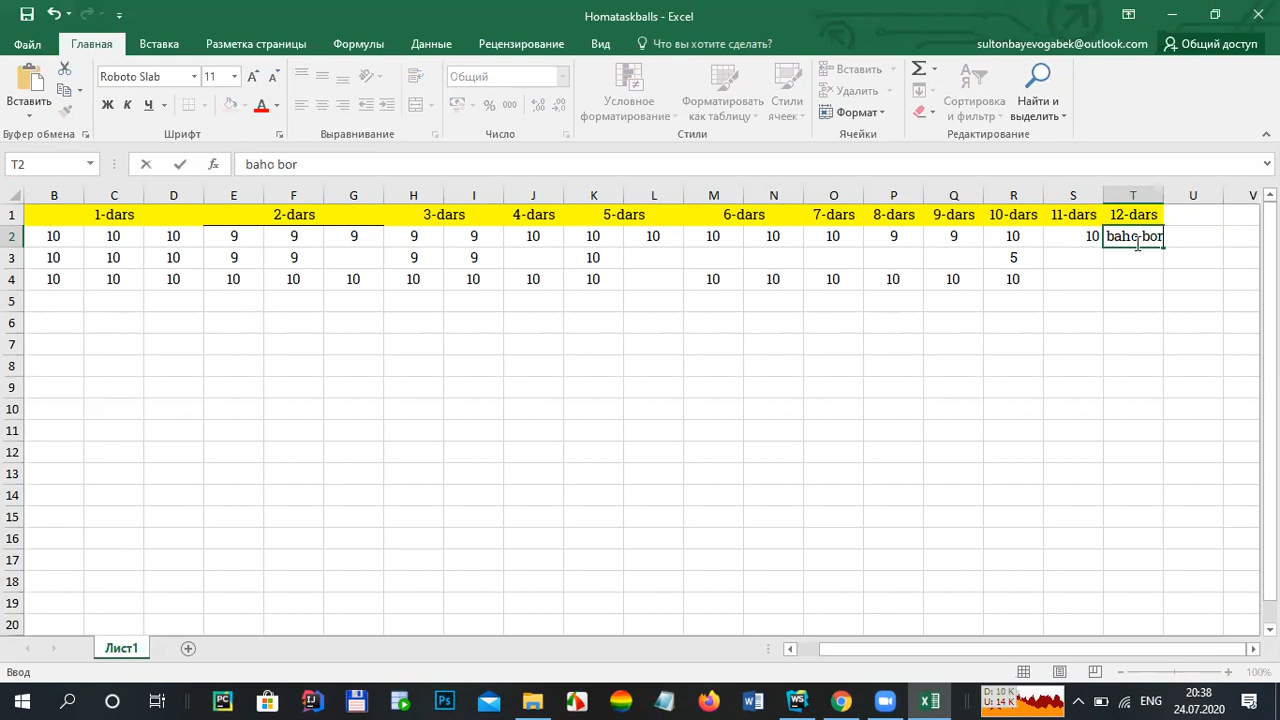 Homataskballs - Excel
Файл Главная Вставка Разметка страницы Формулы Данные Рецензирование Вид Что вы хотите сделать? sultonbayevogabek@outlook.com Общий доступ
Вставить
Буфер обмена
Roboto Slab 11
Ж К Ч
Шрифт
Выравнивание
Общий
% 000
Число
Условное форматирование
Форматировать как таблицу
Стили ячеек
Стили
Вставить
Удалить
Формат
Ячейки
Сортировка и фильтр
Найти и выделить
Редактирование
T2 fx baho bor
B C D E F G H I J K L M N O P Q R S T U V
1 1-dars 2-dars 3-dars 4-dars 5-dars 6-dars 7-dars 8-dars 9-dars 10-dars 11-dars 12-dars
2 10 10 10 9 9 9 9 9 10 10 10 10 10 10 9 9 10 10 baho bor
3 10 10 10 9 9 9 9 10 5
4 10 10 10 10 10 10 10 10 10 10 10 10 10 10 10 10
5
6
7
8
9
10
11
12
13
14
15
16
17
18
19
20
Лист1
Ввод 100%
D: 10 K
U: 14 K
ENG
20:38
24.07.2020